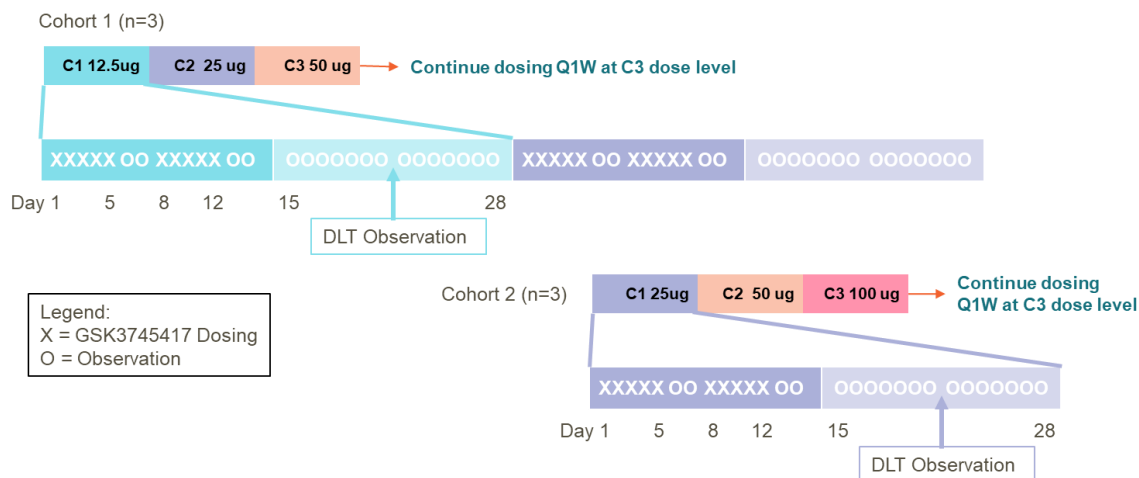 Cohort 1 (n=3)
C1 12.5ug C2 25 ug C3 50 ug Continue dosing Q1W at C3 dose level
XXXXX OO XXXXX OO OOOOOOO OOOOOOO XXXXX OO XXXXX OO OOOOOOO OOOOOOO
Day 1 5 8 12 15 28
DLT Observation
Cohort 2 (n=3) C1 25ug C2 50 ug C3 100 ug Continue dosing
Q1W at C3 dose level
Legend:
X = GSK3745417 Dosing
O = Observation
XXXXX OO XXXXX OO OOOOOOO OOOOOOO
Day 1 5 8 12 15 28
DLT Observation